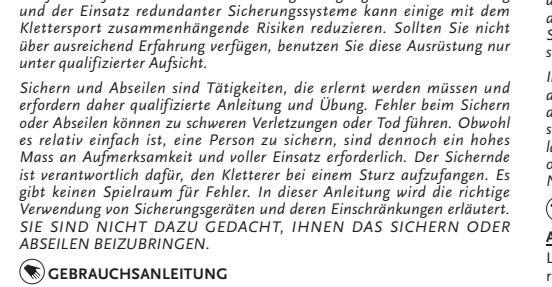 und der Einsatz redundanter Sicherungssysteme kann einige mit dem
Klettersport zusammenhängende Risiken reduzieren. Sollten Sie nicht
über ausreichend Erfahrung verfügen, benutzen Sie diese Ausrüstung nur
unter qualifizierter Aufsicht.
Sichern und Abseilen sind Tätigkeiten, die erlernt werden müssen und
erfordern daher qualifizierte Anleitung und Übung. Fehler beim Sichern
oder Abseilen können zu schweren Verletzungen oder Tod führen. Obwohl
es relativ einfach ist, eine Person zu sichern, sind dennoch ein hohes
Mass an Aufmerksamkeit und voller Einsatz erforderlich. Der Sichernde
ist verantwortlich dafür, den Kletterer bei einem Sturz aufzufangen. Es
gibt keinen Spielraum für Fehler. In dieser Anleitung wird die richtige
Verwendung von Sicherungsgeräten und deren Einschränkungen erläutert.
SIE SIND NICHT DAZU GEDACHT, IHNEN DAS SICHERN ODER
ABSEILEN BEIZUBRINGEN.
GEBRAUCHSANLEITUNG